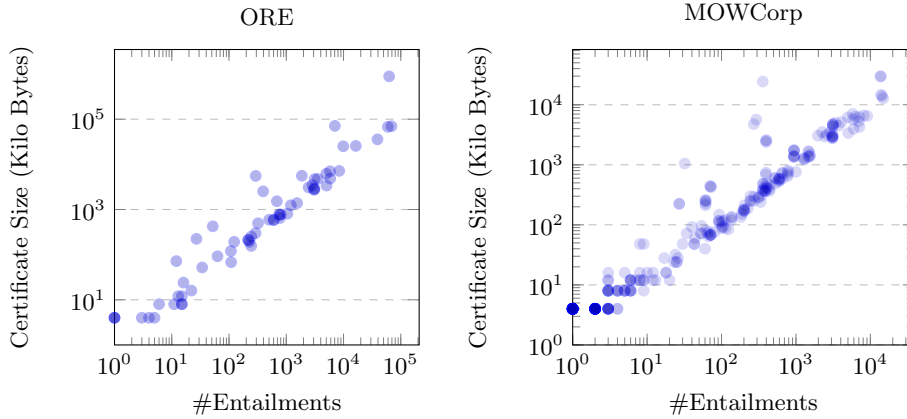 ORE
Certificate Size (Kilo Bytes)
10^5
10^3
10^1
10^0 10^1 10^2 10^3 10^4 10^5
#Entailments
MOWCorp
Certificate Size (Kilo Bytes)
10^4
10^3
10^2
10^1
10^0
10^0 10^1 10^2 10^3 10^4
#Entailments